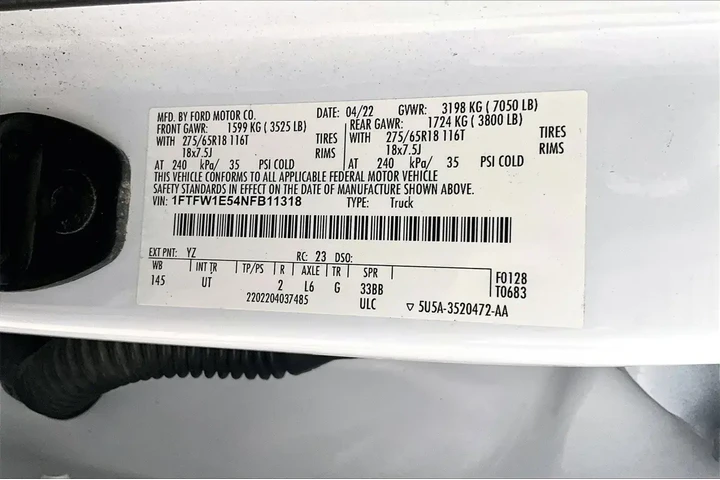 MFD. BY FORD MOTOR CO. DATE: 04/22 GVWR: 3198 KG ( 7050 LB)
FRONT GAWR: 1599 KG ( 3525 LB) REAR GAWR: 1724 KG ( 3800 LB)
WITH 275/65R18 116T TIRES WITH 275/65R18 116T TIRES
18x7.5J RIMS 18x7.5J RIMS
AT 240 kPa/ 35 PSI COLD AT 240 kPa/ 35 PSI COLD
THIS VEHICLE CONFORMS TO ALL APPLICABLE FEDERAL MOTOR VEHICLE
SAFETY STANDARDS IN EFFECT ON THE DATE OF MANUFACTURE SHOWN ABOVE.
VIN: 1FTFW1E54NFB11318 TYPE: Truck
EXT PNT: YZ RC: 23 DSO:
WB INT TR TP/PS R AXLE TR SPR F0128
145 UT 2 L6 G 33BB T0683
2202204037485 ULC ▽ 5U5A-3520472-AA